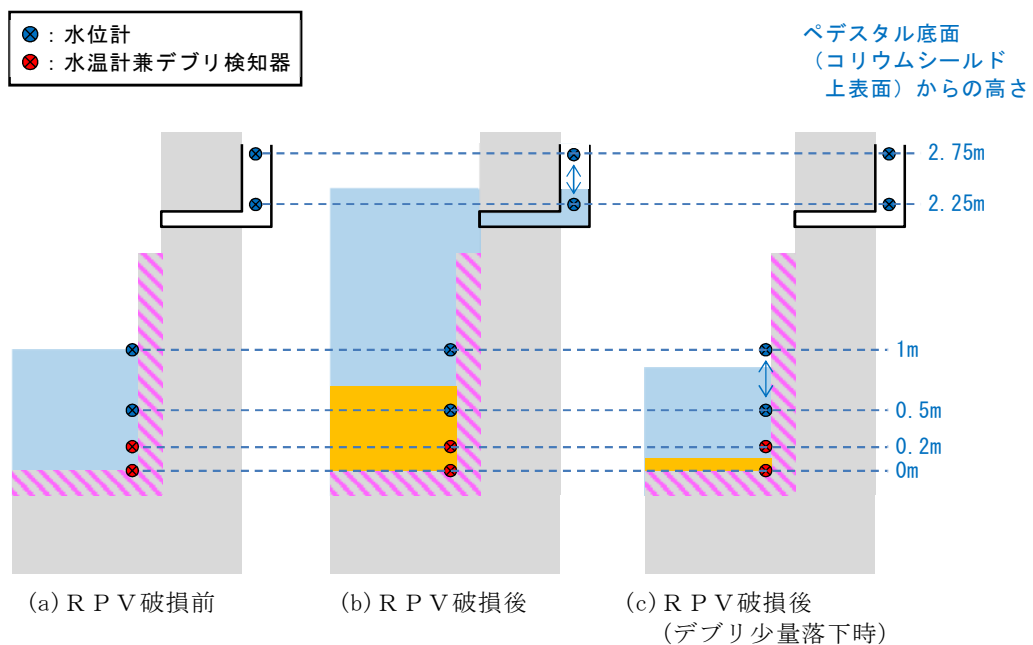 ：水位計
：水温計兼デブリ検知器
ペデスタル底面
（コリウムシールド
上表面）からの高さ
2.75m
2.25m
1m
0.5m
0.2m
0m
(a)ＲＰＶ破損前
(b)ＲＰＶ破損後
(c)ＲＰＶ破損後
(デブリ少量落下時)